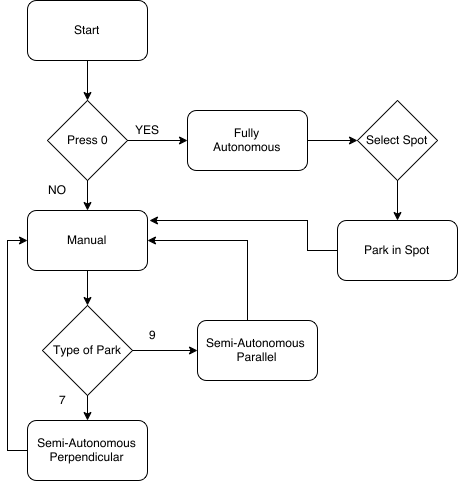 Start
Press 0
YES
Fully
Autonomous
Select Spot
NO
Manual
Park in Spot
Type of Park
9
Semi-Autonomous
Parallel
7
Semi-Autonomous
Perpendicular